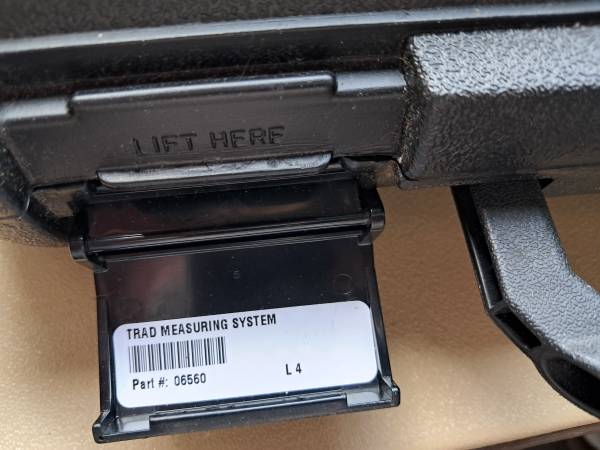 LIFT HERE
TRAD MEASURING SYSTEM
Part #: 06560 L 4